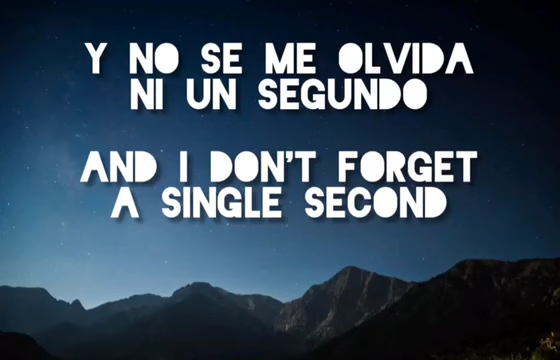 Y NO SE ME OLVIDA
NI UN SEGUNDO
AND I DON'T FORGET
A SINGLE SECOND